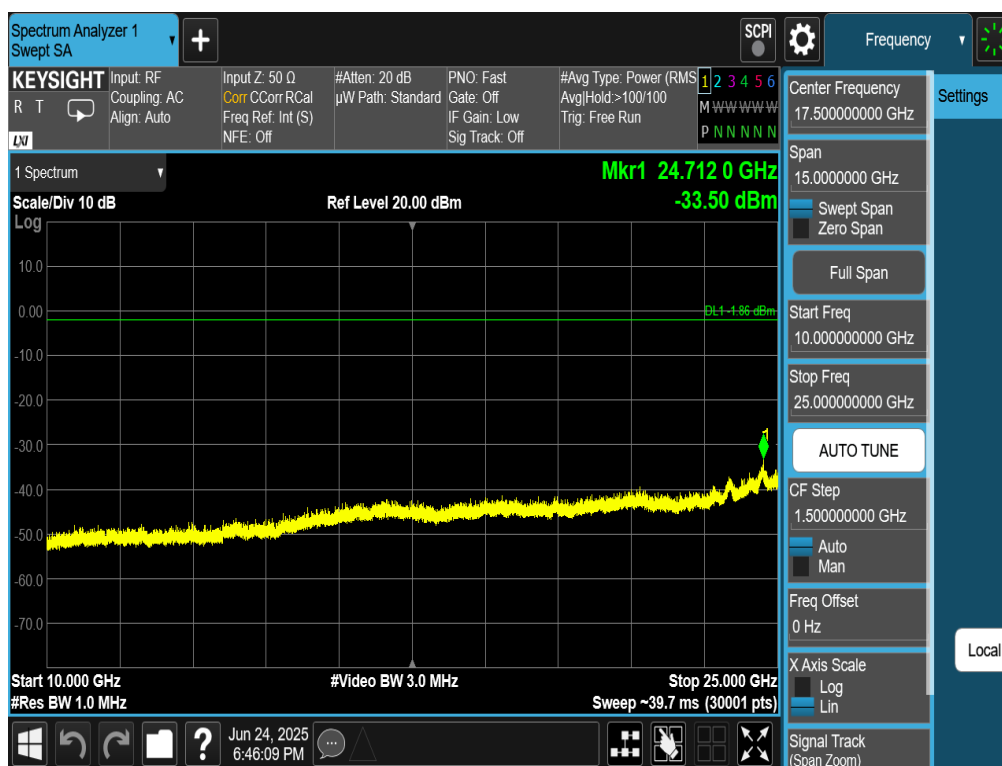 Spectrum Analyzer 1
Swept SA
+
SCPI
Frequency
KEYSIGHT
R T
LXI
Input: RF
Coupling: AC
Align: Auto
Input Z: 50 Ω
Corr CCorr RCal
Freq Ref: Int (S)
NFE: Off
#Atten: 20 dB
µW Path: Standard
PNO: Fast
Gate: Off
IF Gain: Low
Sig Track: Off
#Avg Type: Power (RMS
Avg|Hold:>100/100
Trig: Free Run
1 2 3 4 5 6
M W W W W W
P N N N N N
1 Spectrum
Mkr1 24.712 0 GHz
-33.50 dBm
Scale/Div 10 dB
Ref Level 20.00 dBm
Log
10.0
0.00
DL1 -1.86 dBm
-10.0
-20.0
-30.0
1
-40.0
-50.0
-60.0
-70.0
Start 10.000 GHz
#Video BW 3.0 MHz
Stop 25.000 GHz
#Res BW 1.0 MHz
Sweep ~39.7 ms (30001 pts)
Center Frequency
17.500000000 GHz
Settings
Span
15.0000000 GHz
Swept Span
Zero Span
Full Span
Start Freq
10.000000000 GHz
Stop Freq
25.000000000 GHz
AUTO TUNE
CF Step
1.500000000 GHz
Auto
Man
Freq Offset
0 Hz
Local
X Axis Scale
Log
Lin
Signal Track
(Span Zoom)
?
Jun 24, 2025
6:46:09 PM